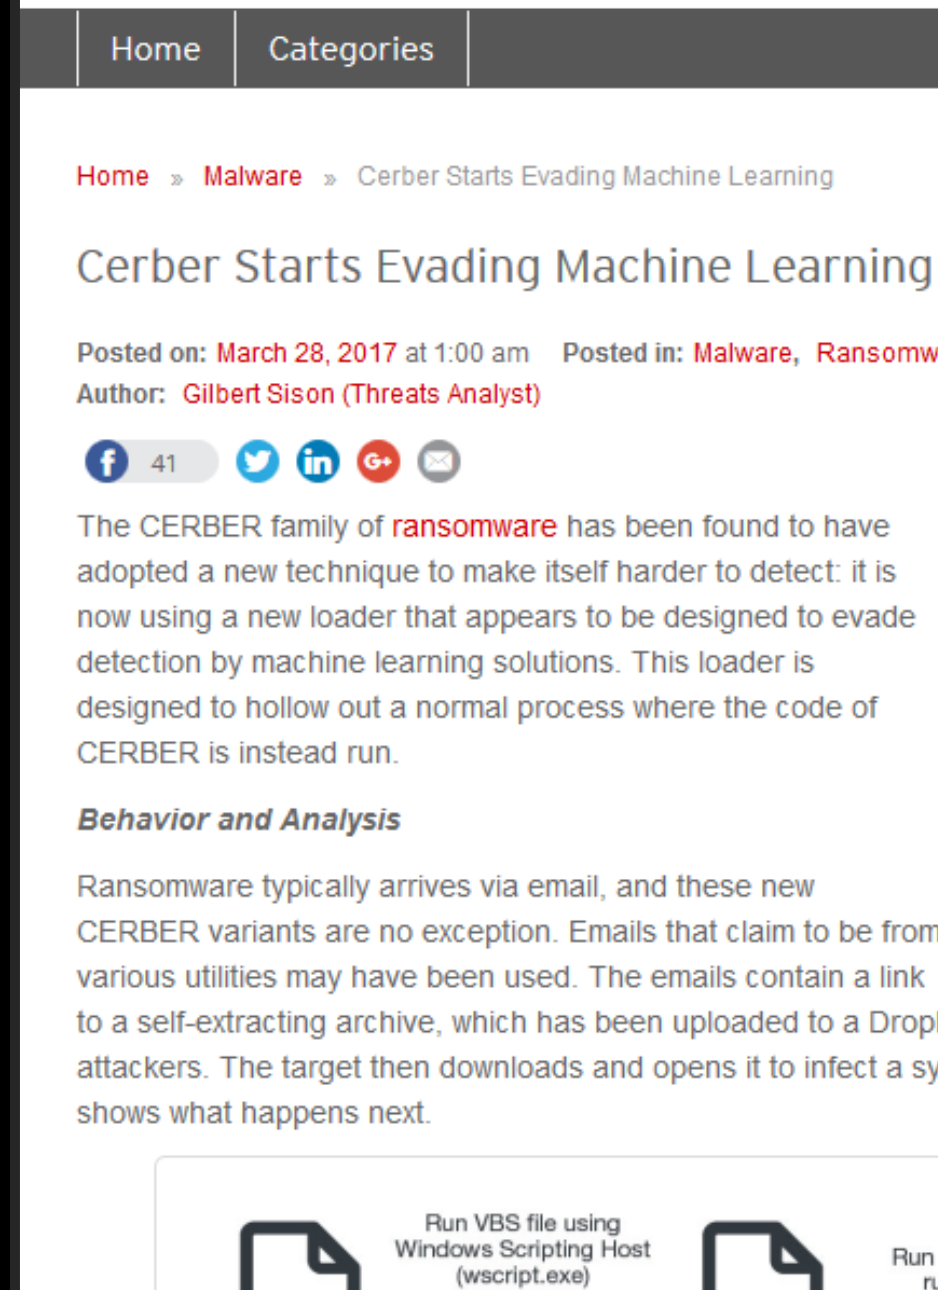 Home Categories
Home » Malware » Cerber Starts Evading Machine Learning
Cerber Starts Evading Machine Learning
Posted on: March 28, 2017 at 1:00 am Posted in: Malware,
Author: Gilbert Sison (Threats Analyst)
41
The CERBER family of ransomware has been found to have
adopted a new technique to make itself harder to detect: it is
now using a new loader that appears to be designed to evade
detection by machine learning solutions. This loader is
designed to hollow out a normal process where the code of
CERBER is instead run.
Behavior and Analysis
Ransomware typically arrives via email, and these new
CERBER variants are no exception. Emails that claim to be from
various utilities may have been used. The emails contain a link
to a self-extracting archive, which has been uploaded to a
attackers. The target then downloads and opens it to infect a
shows what happens next.
Run VBS file using
Windows Scripting Host
(wscript.exe)
Run